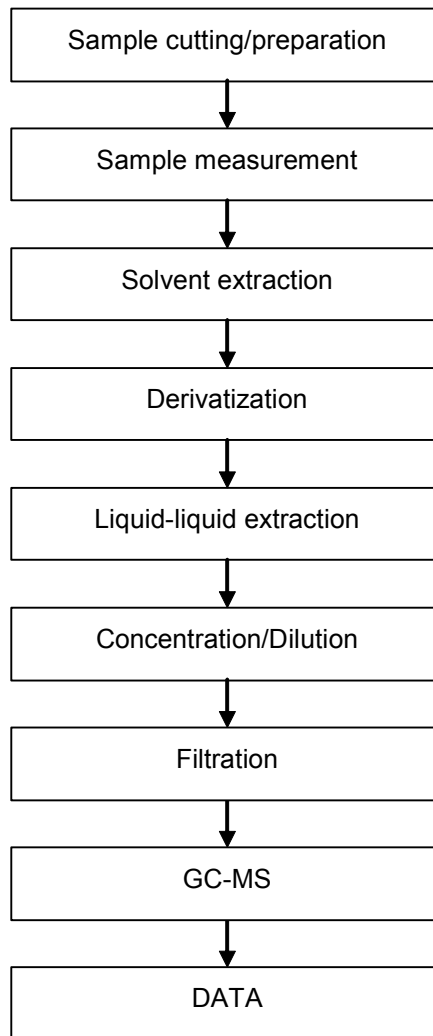 Sample cutting/preparation
Sample measurement
Solvent extraction
Derivatization
Liquid-liquid extraction
Concentration/Dilution
Filtration
GC-MS
DATA